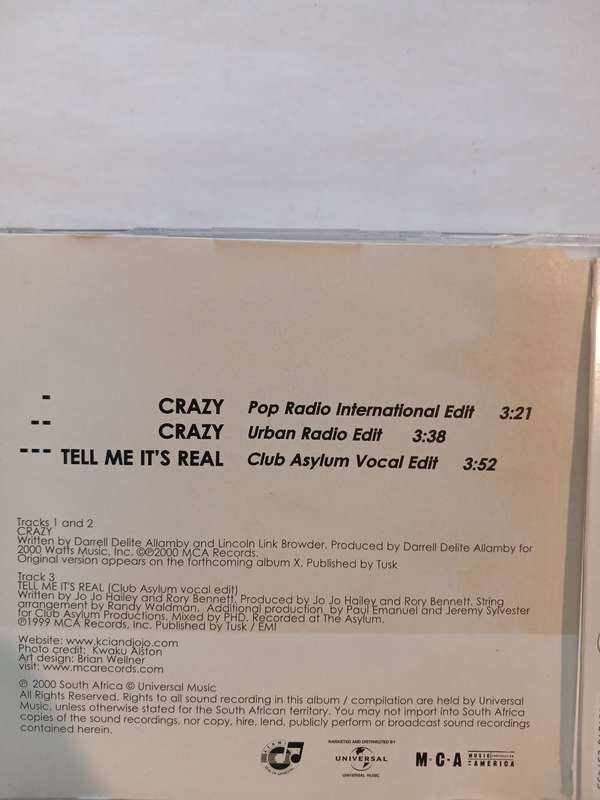 - CRAZY Pop Radio International Edit 3:21
-- CRAZY Urban Radio Edit 3:38
--- TELL ME IT'S REAL Club Asylum Vocal Edit 3:52
Tracks 1 and 2
CRAZY
Written by Darrell Delite Allamby and Lincoln Link Browder. Produced by Darrell Delite Allamby for
2000 Watts Music, Inc. ©℗2000 MCA Records.
Original version appears on the forthcoming album X. Published by Tusk
Track 3
TELL ME IT'S REAL (Club Asylum vocal edit)
Written by Jo Jo Hailey and Rory Bennett. Produced by Jo Jo Hailey and Rory Bennett. String
arrangement by Randy Waldman. Additional production by Paul Emanuel and Jeremy Sylvester
for Club Asylum Productions. Mixed by PHD. Recorded at The Asylum.
℗1999 MCA Records, Inc. Published by Tusk / EMI
Website: www.kciandjojo.com
Photo credit: Kwaku Alston
Art design: Brian Wellner
visit: www.mcarecords.com
℗ 2000 South Africa © Universal Music
All Rights Reserved. Rights to all sound recording in this album / compilation are held by Universal
Music, unless otherwise stated for the South African territory. You may not import into South Africa
copies of the sound recordings, nor copy, hire, lend, publicly perform or broadcast sound recordings
contained herein.
MARKETED AND DISTRIBUTED BY
UNIVERSAL
UNIVERSAL MUSIC
M·C·A MUSIC
AMERICA